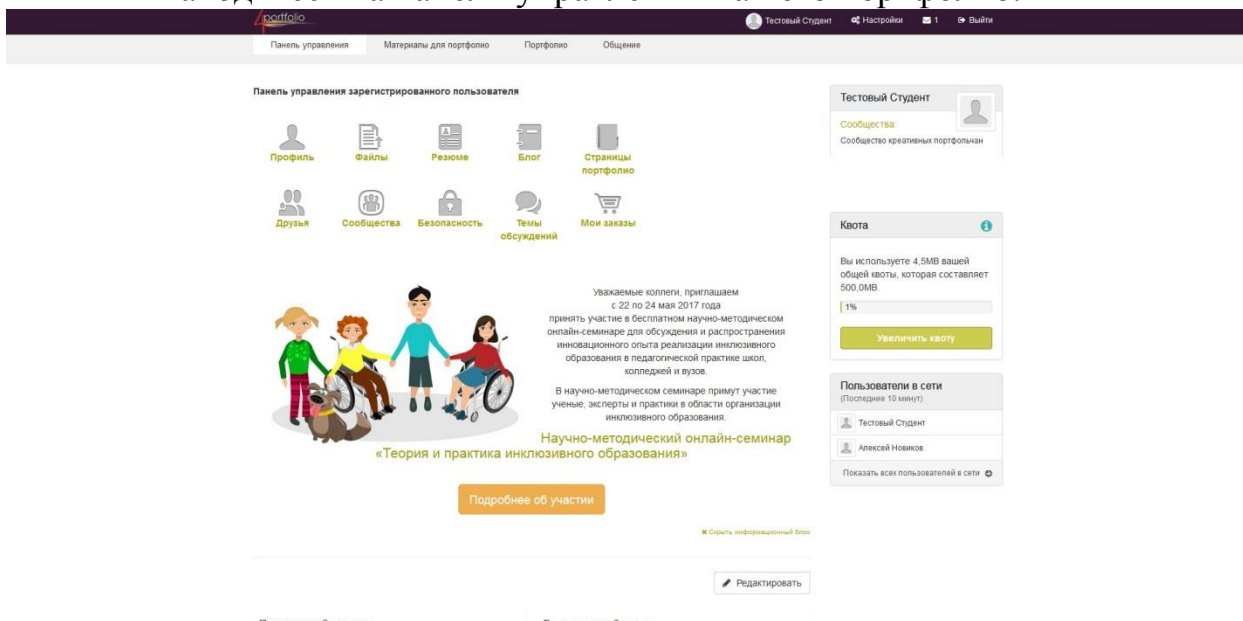 4portfolio
Тестовый Студент
Настройки
1
Выйти
Панель управления
Материалы для портфолио
Портфолио
Общение
Панель управления зарегистрированного пользователя
Профиль
Файлы
Резюме
Блог
Страницы
портфолио
Друзья
Сообщества
Безопасность
Темы
обсуждений
Мои заказы
Уважаемые коллеги, приглашаем
с 22 по 24 мая 2017 года
принять участие в бесплатном научно-методическом
онлайн-семинаре для обсуждения и распространения
инновационного опыта реализации инклюзивного
образования в педагогической практике школ,
колледжей и вузов.
В научно-методическом семинаре примут участие
ученые, эксперты и практики в области организации
инклюзивного образования.
Научно-методический онлайн-семинар
«Теория и практика инклюзивного образования»
Подробнее об участии
Скрыть информационный блок
Редактировать
Тестовый Студент
Сообщества:
Сообщество креативных портфольчан
Квота
Вы используете 4,5MB вашей
общей квоты, которая составляет
500,0MB.
1%
Увеличить квоту
Пользователи в сети
(Последние 10 минут)
Тестовый Студент
Алексей Новиков
Показать всех пользователей в сети